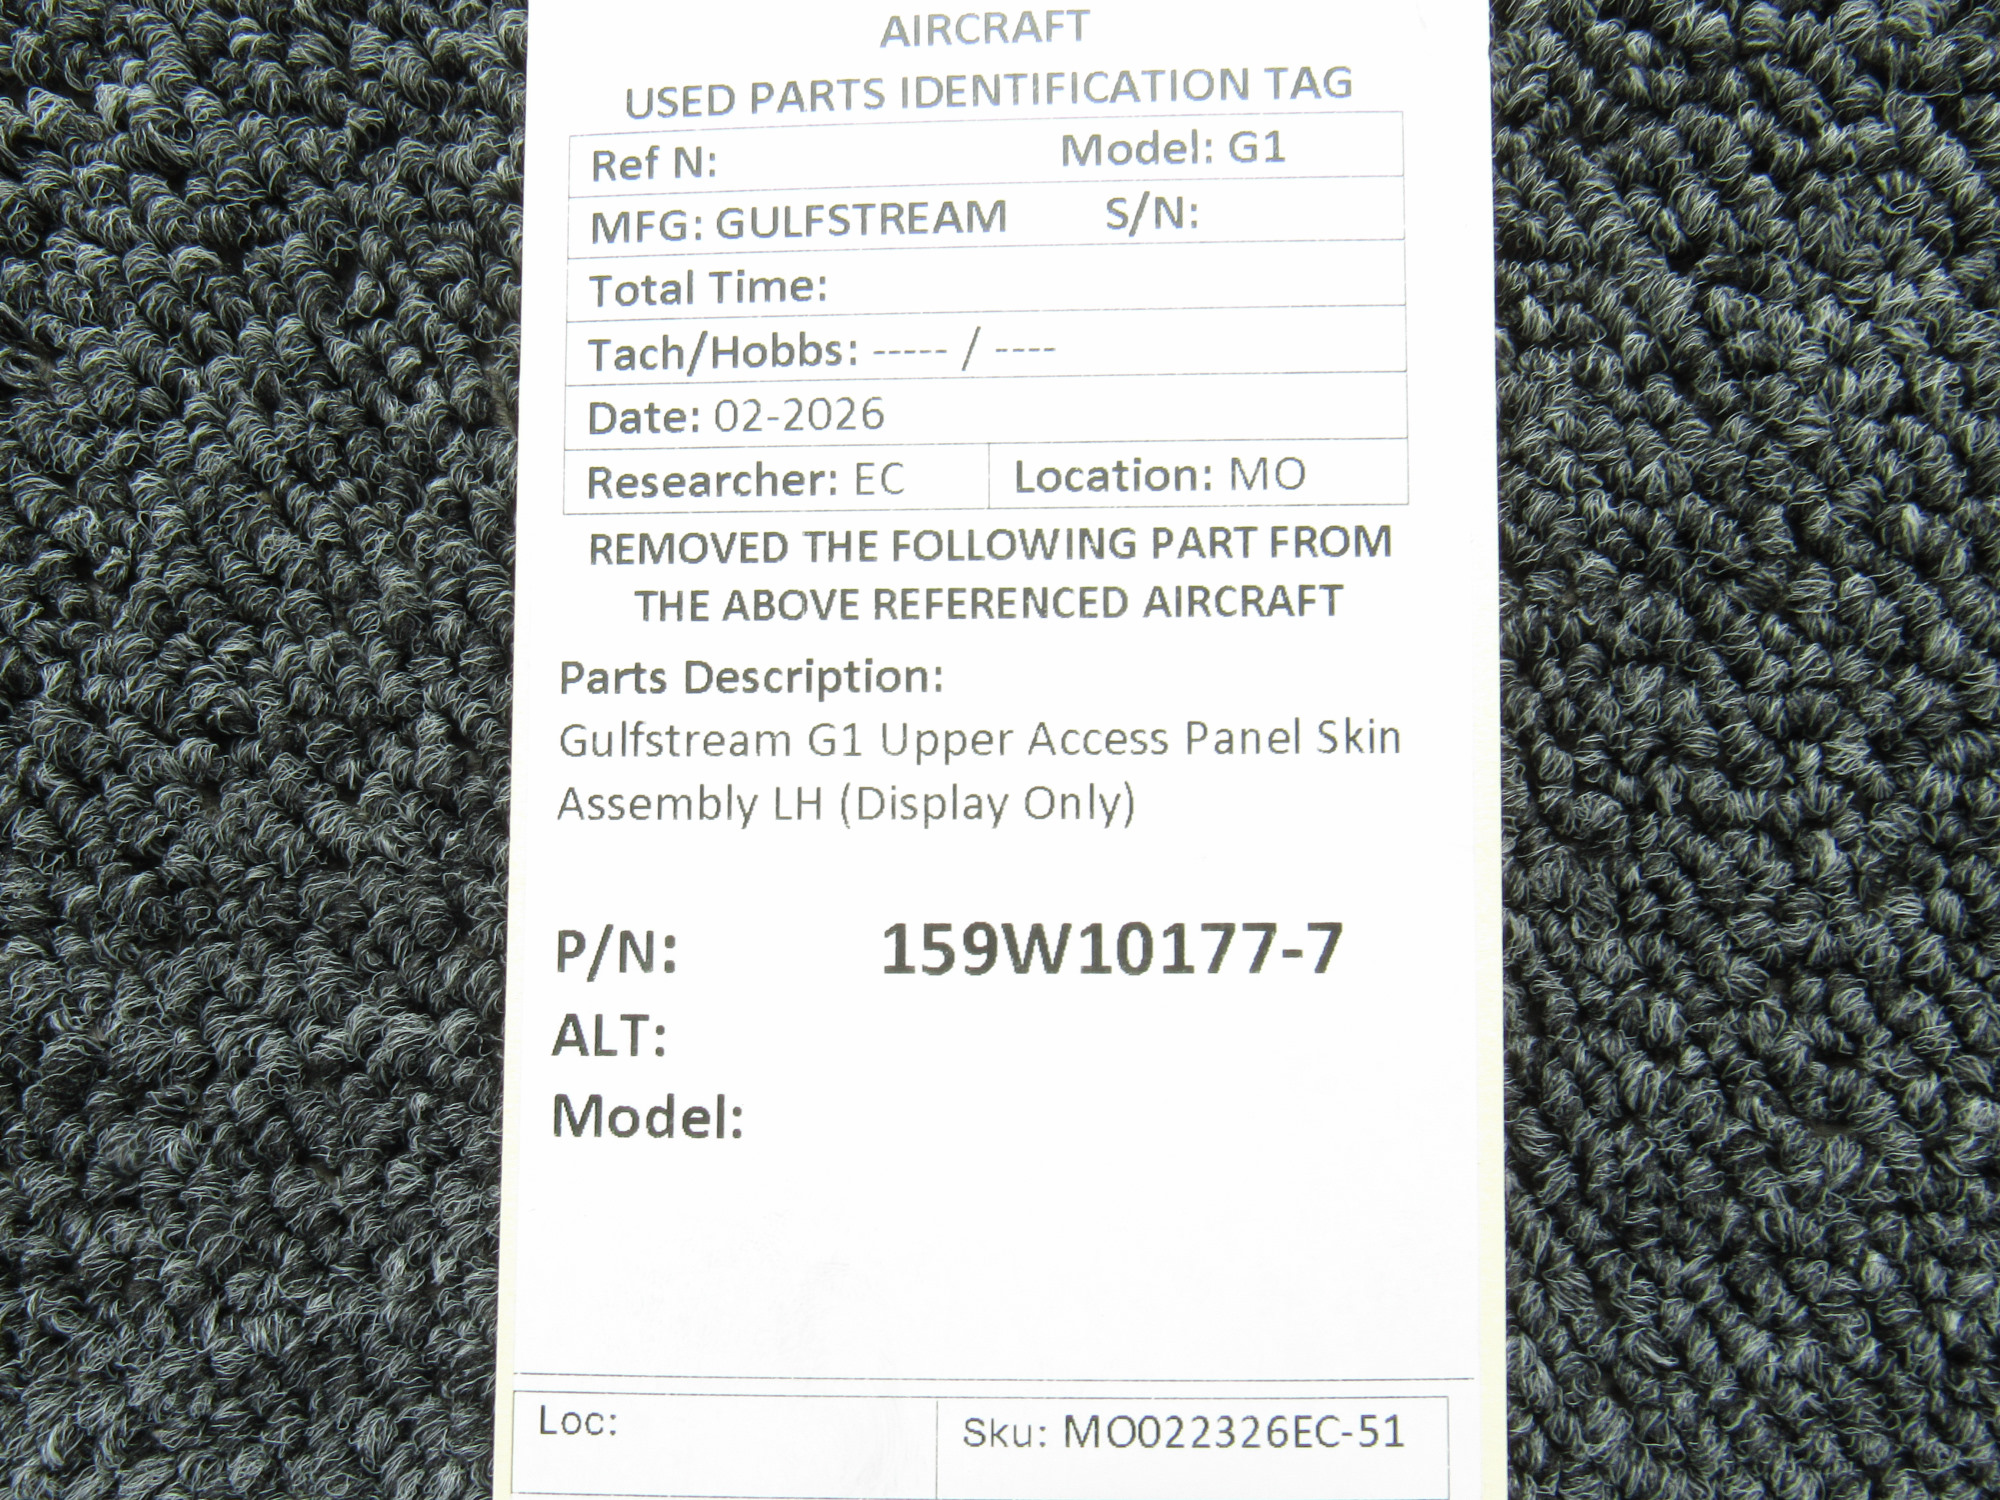 AIRCRAFT
USED PARTS IDENTIFICATION TAG
Ref N: Model: G1
MFG: GULFSTREAM S/N:
Total Time:
Tach/Hobbs: ----- / ----
Date: 02-2026
Researcher: EC Location: MO
REMOVED THE FOLLOWING PART FROM
THE ABOVE REFERENCED AIRCRAFT
Parts Description:
Gulfstream G1 Upper Access Panel Skin
Assembly LH (Display Only)
P/N: 159W10177-7
ALT:
Model:
Loc: Sku: MO022326EC-51